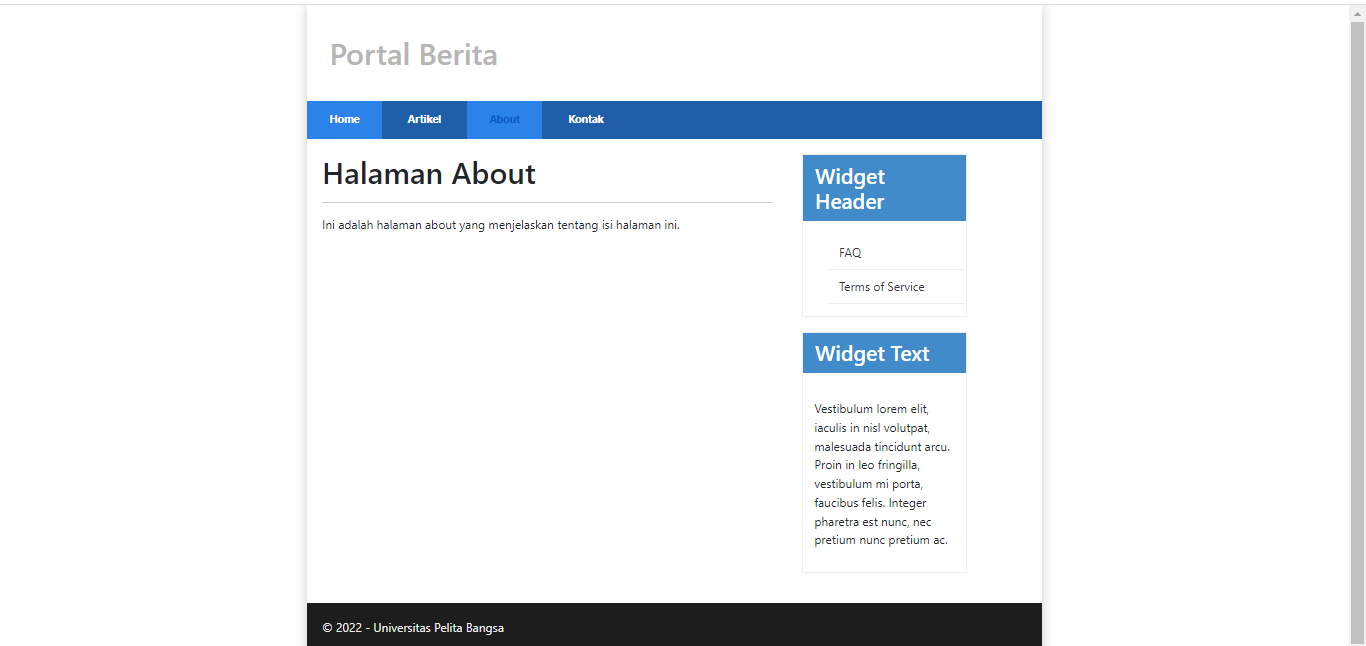 Portal Berita
Home Artikel About Kontak
Halaman About
Ini adalah halaman about yang menjelaskan tentang isi halaman ini.
Widget
Header
FAQ
Terms of Service
Widget Text
Vestibulum lorem elit,
iaculis in nisl volutpat,
malesuada tincidunt arcu.
Proin in leo fringilla,
vestibulum mi porta,
faucibus felis. Integer
pharetra est nunc, nec
pretium nunc pretium ac.
© 2022 - Universitas Pelita Bangsa